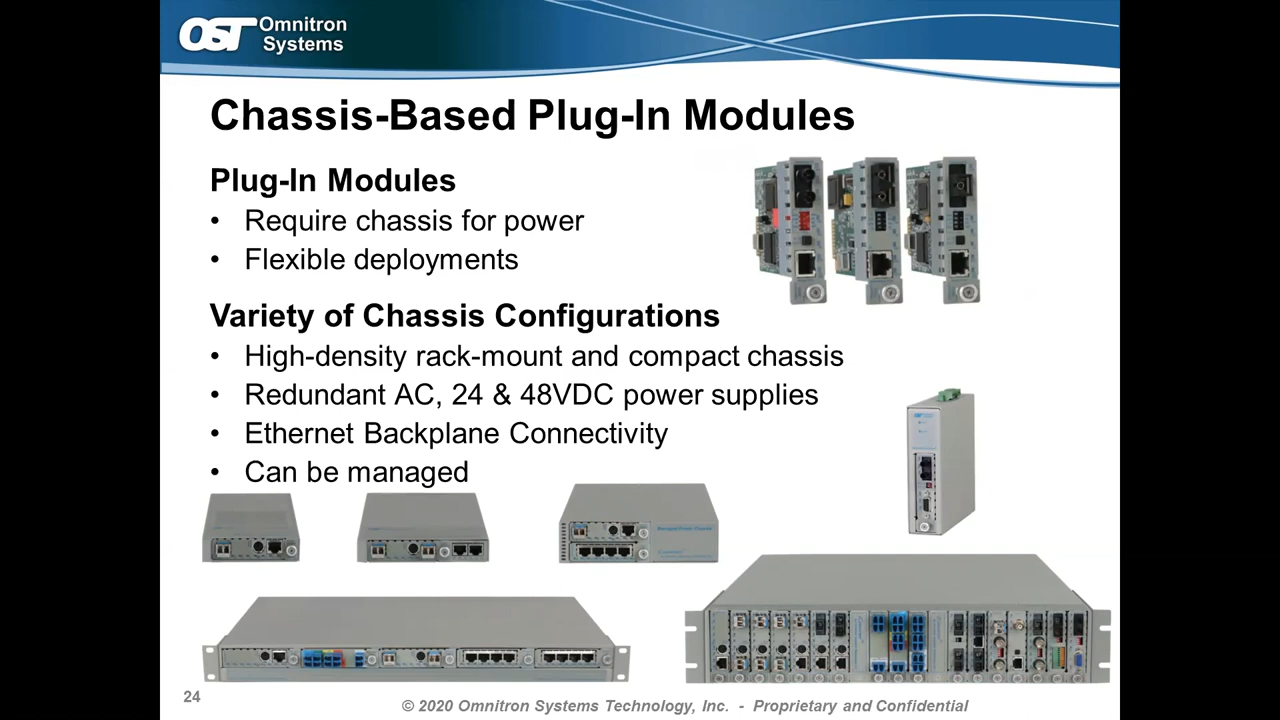 OST Omnitron
Systems
Chassis-Based Plug-In Modules
Plug-In Modules
• Require chassis for power
• Flexible deployments
Variety of Chassis Configurations
• High-density rack-mount and compact chassis
• Redundant AC, 24 & 48VDC power supplies
• Ethernet Backplane Connectivity
• Can be managed
OST
24
© 2020 Omnitron Systems Technology, Inc. - Proprietary and Confidential